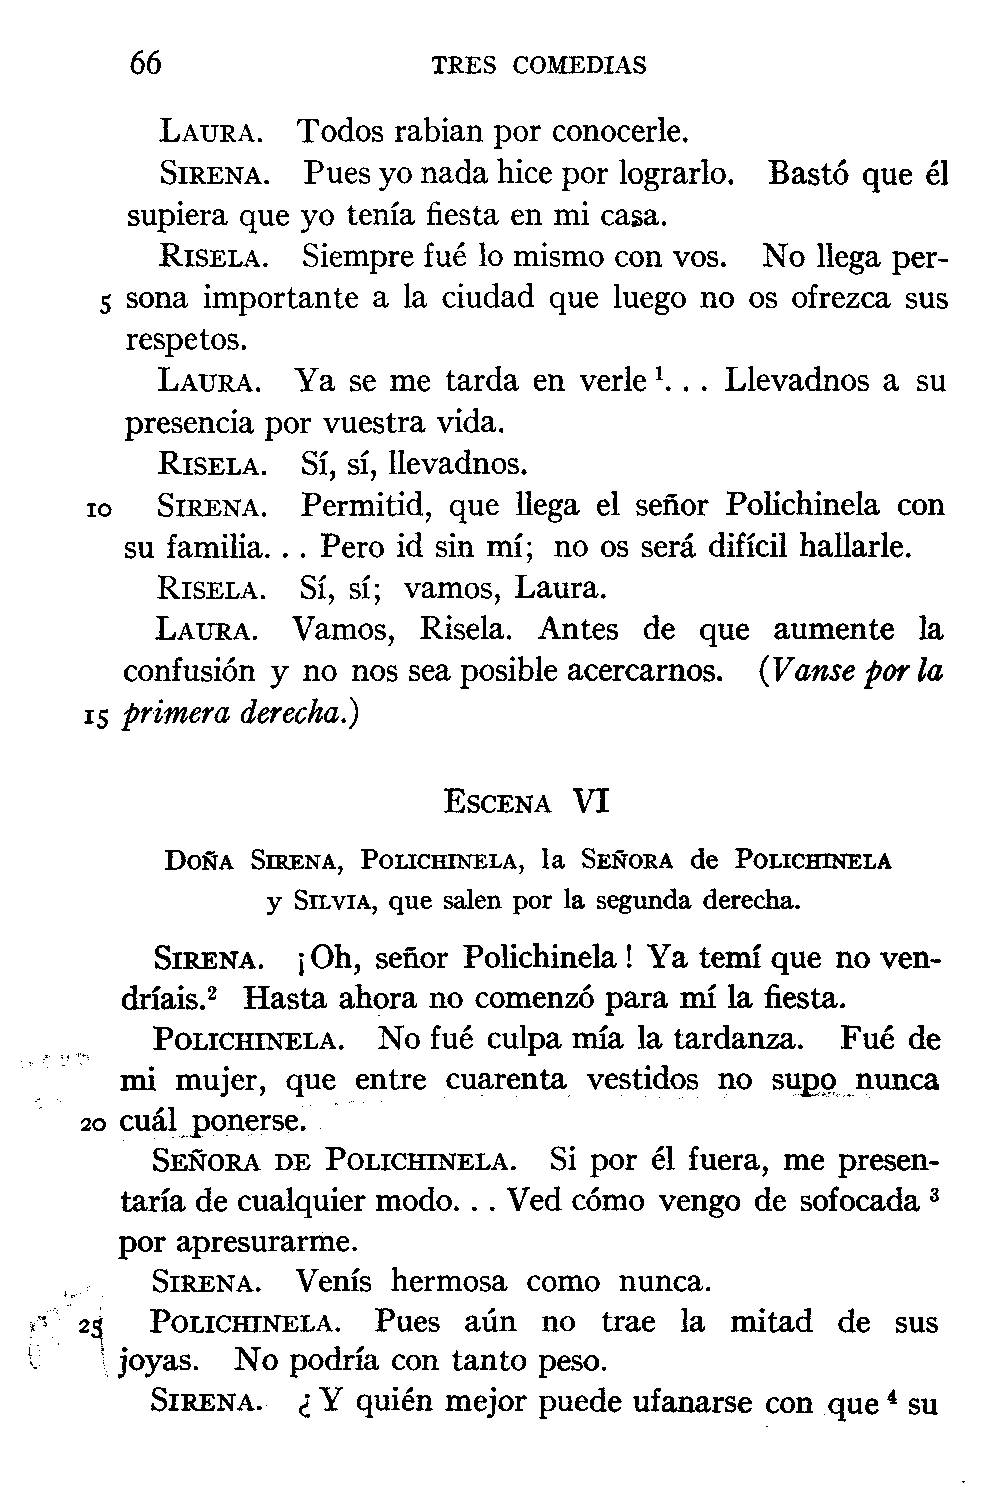 66 TRES COMEDIAS
LAURA. Todos rabian por conocerle.
SIRENA. Pues yo nada hice por lograrlo. Bastó que él
supiera que yo tenía fiesta en mi casa.
RISELA. Siempre fué lo mismo con vos. No llega per-
5 sona importante a la ciudad que luego no os ofrezca sus
respetos.
LAURA. Ya se me tarda en verle ¹. . . Llevadnos a su
presencia por vuestra vida.
RISELA. Sí, sí, llevadnos.
10 SIRENA. Permitid, que llega el señor Polichinela con
su familia. . . Pero id sin mí; no os será difícil hallarle.
RISELA. Sí, sí; vamos, Laura.
LAURA. Vamos, Risela. Antes de que aumente la
confusión y no nos sea posible acercarnos. (Vanse por la
15 primera derecha.)
ESCENA VI
DOÑA SIRENA, POLICHINELA, la SEÑORA de POLICHINELA
y SILVIA, que salen por la segunda derecha.
SIRENA. ¡Oh, señor Polichinela! Ya temí que no ven-
dríais.² Hasta ahora no comenzó para mí la fiesta.
POLICHINELA. No fué culpa mía la tardanza. Fué de
mi mujer, que entre cuarenta vestidos no supo nunca
20 cuál ponerse.
SEÑORA DE POLICHINELA. Si por él fuera, me presen-
taría de cualquier modo. . . Ved cómo vengo de sofocada ³
por apresurarme.
SIRENA. Venís hermosa como nunca.
25 POLICHINELA. Pues aún no trae la mitad de sus
joyas. No podría con tanto peso.
SIRENA. ¿Y quién mejor puede ufanarse con que ⁴ su